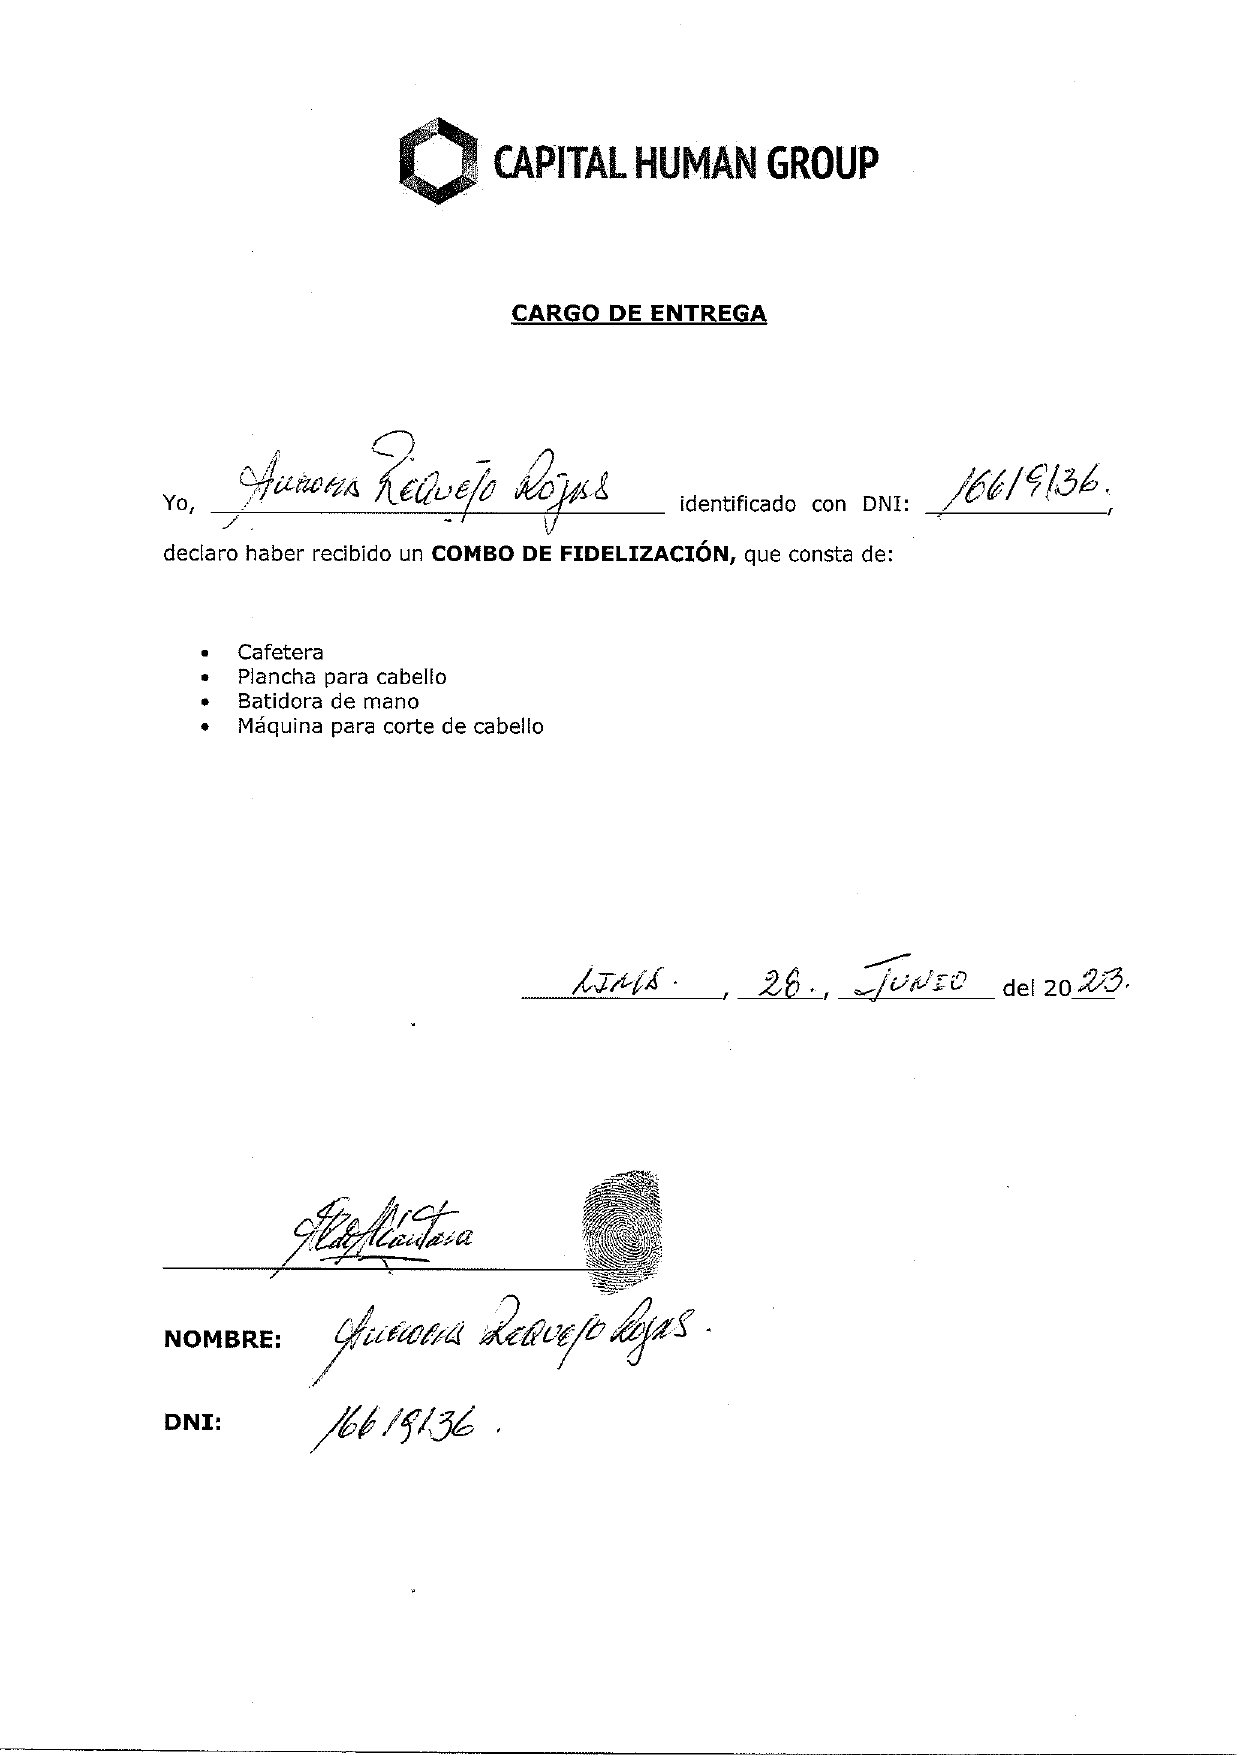 CAPITAL HUMAN GROUP
CARGO DE ENTREGA
Yo, Aurora Requejo Rojas identificado con DNI: 16619136.,
declaro haber recibido un COMBO DE FIDELIZACIÓN, que consta de:
• Cafetera
• Plancha para cabello
• Batidora de mano
• Máquina para corte de cabello
LIMA. , 26., JUNIO del 2023.
NOMBRE: Aurora Requejo Rojas.
DNI: 16619136.